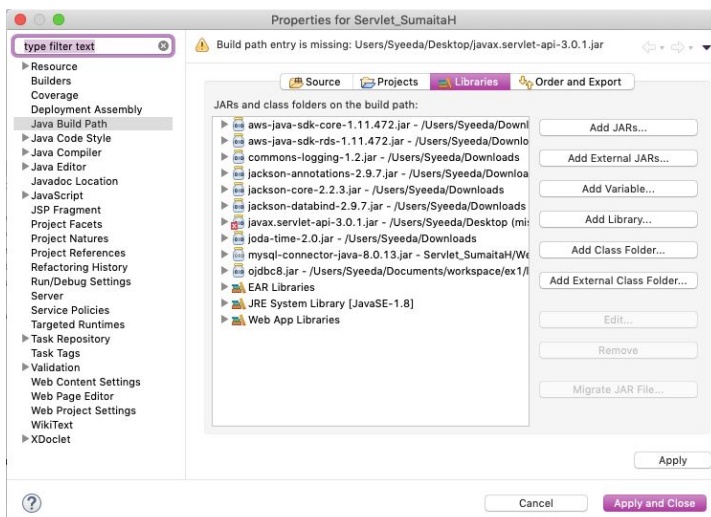 Properties for Servlet_SumaitaH
type filter text
Build path entry is missing: Users/Syeeda/Desktop/javax.servlet-api-3.0.1.jar
Resource
Builders
Coverage
Deployment Assembly
Java Build Path
Java Code Style
Java Compiler
Java Editor
Javadoc Location
JavaScript
JSP Fragment
Project Facets
Project Natures
Project References
Refactoring History
Run/Debug Settings
Server
Service Policies
Targeted Runtimes
Task Repository
Task Tags
Validation
Web Content Settings
Web Page Editor
Web Project Settings
WikiText
XDoclet
Source
Projects
Libraries
Order and Export
JARs and class folders on the build path:
aws-java-sdk-core-1.11.472.jar - /Users/Syeeda/Downl
aws-java-sdk-rds-1.11.472.jar - /Users/Syeeda/Downlo
commons-logging-1.2.jar - /Users/Syeeda/Downloads
jackson-annotations-2.9.7.jar - /Users/Syeeda/Downloa
jackson-core-2.2.3.jar - /Users/Syeeda/Downloads
jackson-databind-2.9.7.jar - /Users/Syeeda/Downloads
javax.servlet-api-3.0.1.jar - /Users/Syeeda/Desktop (mis
joda-time-2.0.jar - /Users/Syeeda/Downloads
mysql-connector-java-8.0.13.jar - Servlet_SumaitaH/We
ojdbc8.jar - /Users/Syeeda/Documents/workspace/ex1/l
EAR Libraries
JRE System Library [JavaSE-1.8]
Web App Libraries
Add JARs...
Add External JARs...
Add Variable...
Add Library...
Add Class Folder...
Add External Class Folder...
Edit...
Remove
Migrate JAR File...
Apply
?
Cancel
Apply and Close